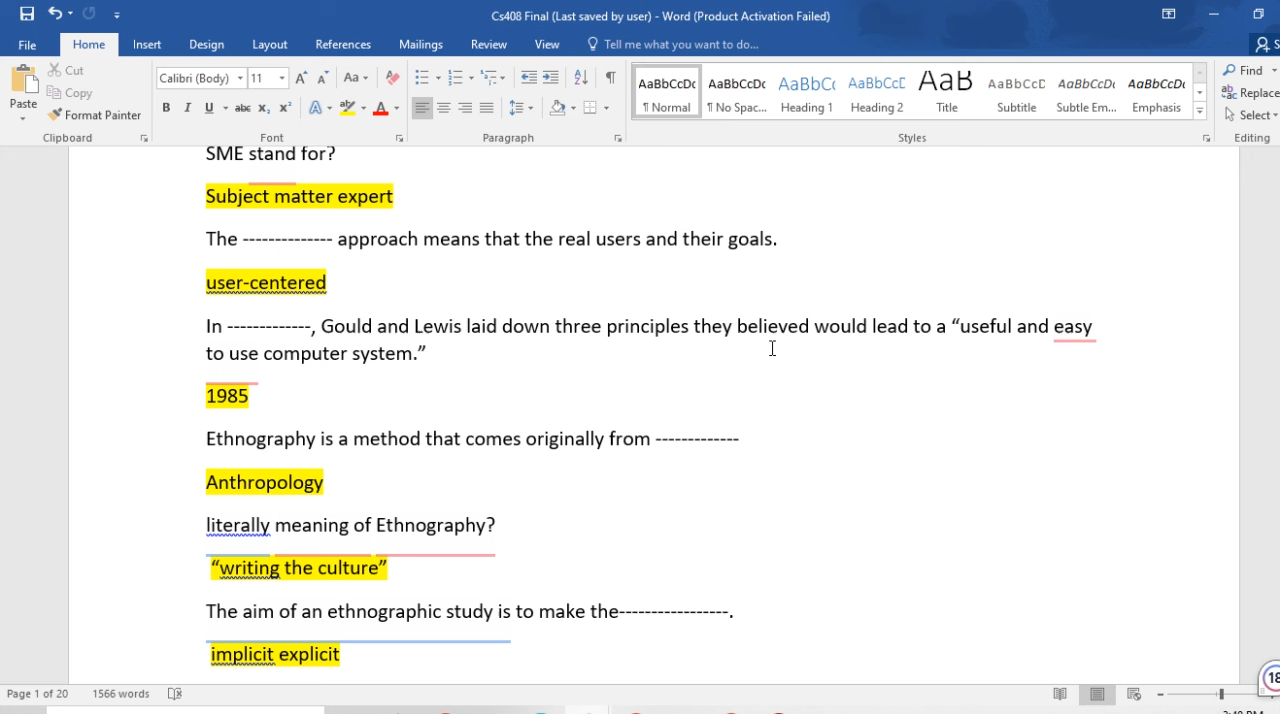 Cs408 Final (Last saved by user) - Word (Product Activation Failed)
File Home Insert Design Layout References Mailings Review View Tell me what you want to do...
Paste
Cut
Copy
Format Painter
Clipboard
Calibri (Body) 11
Font
Paragraph
AaBbCcDc ¶ Normal
AaBbCcDc ¶ No Spac...
AaBbCc Heading 1
AaBbCcD Heading 2
AaB Title
AaBbCcD Subtitle
AaBbCcDc Subtle Em...
AaBbCcDc Emphasis
Styles
Find
Replace
Select
Editing
SME stand for?
Subject matter expert
The -------------- approach means that the real users and their goals.
user-centered
In -------------, Gould and Lewis laid down three principles they believed would lead to a “useful and easy
to use computer system.”
1985
Ethnography is a method that comes originally from -------------
Anthropology
literally meaning of Ethnography?
“writing the culture”
The aim of an ethnographic study is to make the-----------------.
implicit explicit
Page 1 of 20 1566 words
18